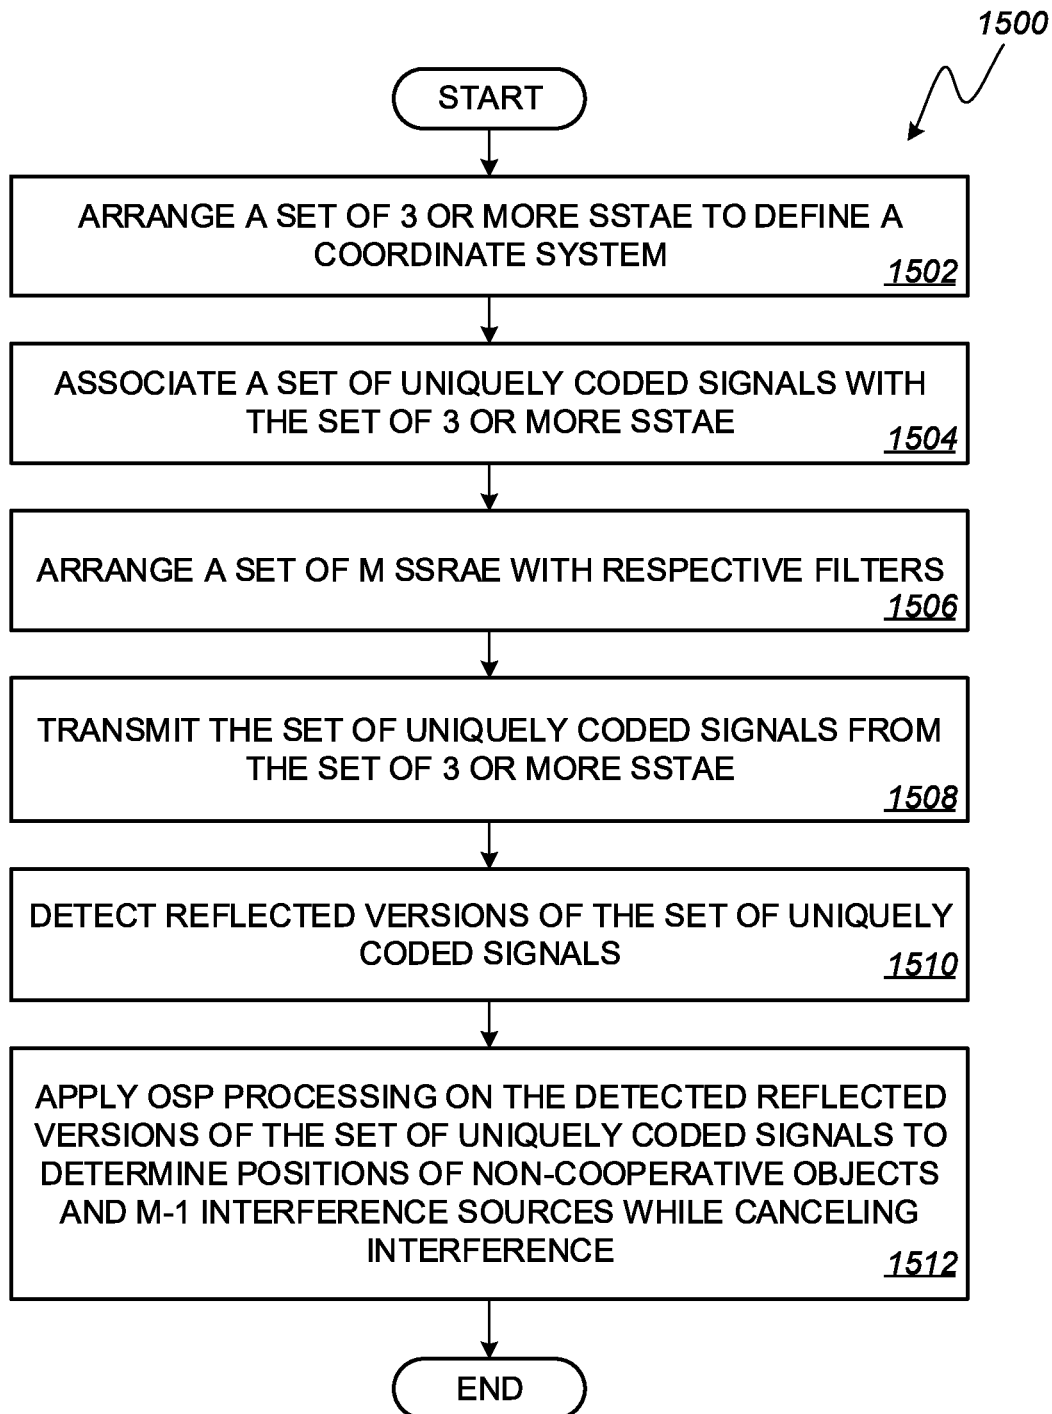 1500
START
ARRANGE A SET OF 3 OR MORE SSTAE TO DEFINE A
COORDINATE SYSTEM
1502
ASSOCIATE A SET OF UNIQUELY CODED SIGNALS WITH
THE SET OF 3 OR MORE SSTAE
1504
ARRANGE A SET OF M SSRAE WITH RESPECTIVE FILTERS
1506
TRANSMIT THE SET OF UNIQUELY CODED SIGNALS FROM
THE SET OF 3 OR MORE SSTAE
1508
DETECT REFLECTED VERSIONS OF THE SET OF UNIQUELY
CODED SIGNALS
1510
APPLY OSP PROCESSING ON THE DETECTED REFLECTED
VERSIONS OF THE SET OF UNIQUELY CODED SIGNALS TO
DETERMINE POSITIONS OF NON-COOPERATIVE OBJECTS
AND M-1 INTERFERENCE SOURCES WHILE CANCELING
INTERFERENCE
1512
END